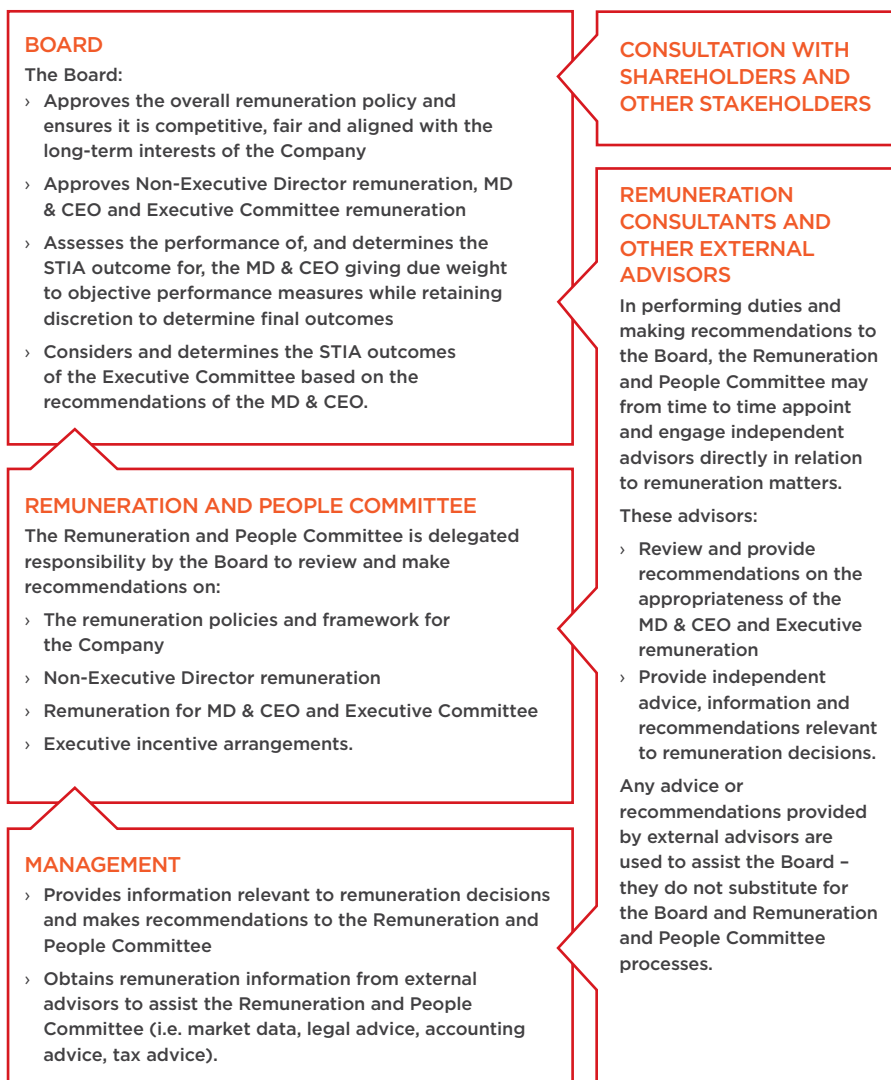 BOARD
The Board:
› Approves the overall remuneration policy and
ensures it is competitive, fair and aligned with the
long-term interests of the Company
› Approves Non-Executive Director remuneration, MD
& CEO and Executive Committee remuneration
› Assesses the performance of, and determines the
STIA outcome for, the MD & CEO giving due weight
to objective performance measures while retaining
discretion to determine final outcomes
› Considers and determines the STIA outcomes
of the Executive Committee based on the
recommendations of the MD & CEO.
REMUNERATION AND PEOPLE COMMITTEE
The Remuneration and People Committee is delegated
responsibility by the Board to review and make
recommendations on:
› The remuneration policies and framework for
the Company
› Non-Executive Director remuneration
› Remuneration for MD & CEO and Executive Committee
› Executive incentive arrangements.
MANAGEMENT
› Provides information relevant to remuneration decisions
and makes recommendations to the Remuneration and
People Committee
› Obtains remuneration information from external
advisors to assist the Remuneration and People
Committee (i.e. market data, legal advice, accounting
advice, tax advice).
CONSULTATION WITH
SHAREHOLDERS AND
OTHER STAKEHOLDERS
REMUNERATION
CONSULTANTS AND
OTHER EXTERNAL
ADVISORS
In performing duties and
making recommendations to
the Board, the Remuneration
and People Committee may
from time to time appoint
and engage independent
advisors directly in relation
to remuneration matters.
These advisors:
› Review and provide
recommendations on the
appropriateness of the
MD & CEO and Executive
remuneration
› Provide independent
advice, information and
recommendations relevant
to remuneration decisions.
Any advice or
recommendations provided
by external advisors are
used to assist the Board –
they do not substitute for
the Board and Remuneration
and People Committee
processes.